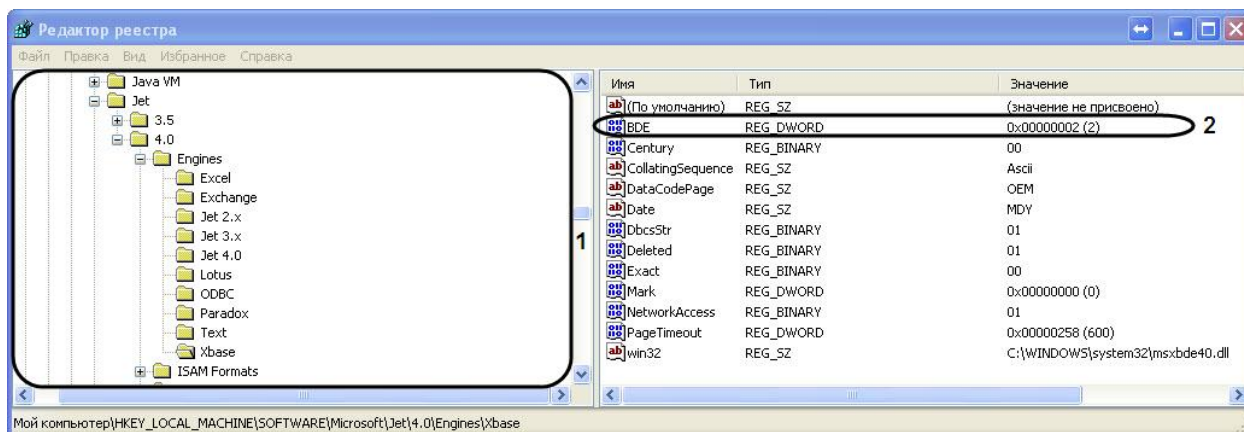 Редактор реестра
Файл Правка Вид Избранное Справка
Java VM
Jet
3.5
4.0
Engines
Excel
Exchange
Jet 2.x
Jet 3.x
Jet 4.0
Lotus
ODBC
Paradox
Text
Xbase
ISAM Formats
1
Имя Тип Значение
(По умолчанию) REG_SZ (значение не присвоено)
BDE REG_DWORD 0x00000002 (2) 2
Century REG_BINARY 00
CollatingSequence REG_SZ Ascii
DataCodePage REG_SZ OEM
Date REG_SZ MDY
DbcsStr REG_BINARY 01
Deleted REG_BINARY 01
Exact REG_BINARY 00
Mark REG_DWORD 0x00000000 (0)
NetworkAccess REG_BINARY 01
PageTimeout REG_DWORD 0x00000258 (600)
win32 REG_SZ C:\WINDOWS\system32\msxbde40.dll
Мой компьютер\HKEY_LOCAL_MACHINE\SOFTWARE\Microsoft\Jet\4.0\Engines\Xbase